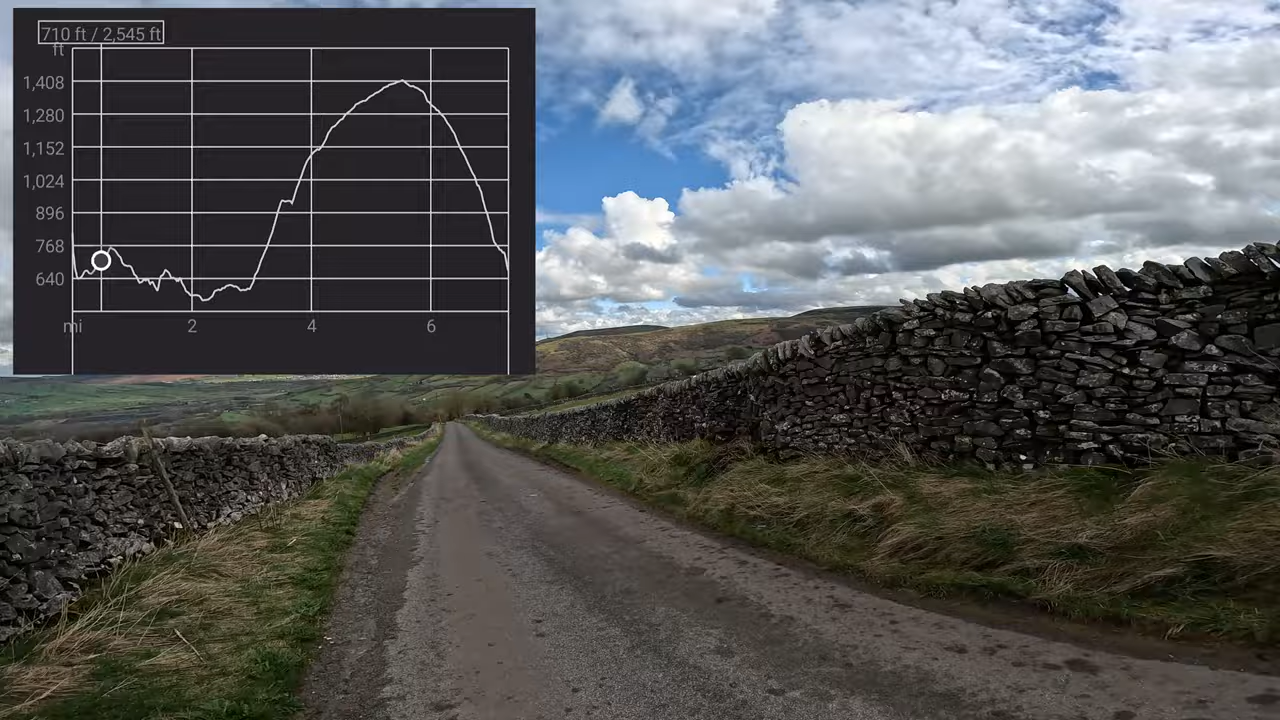 710 ft / 2,545 ft
ft
1,408
1,280
1,152
1,024
896
768
640
mi 2 4 6